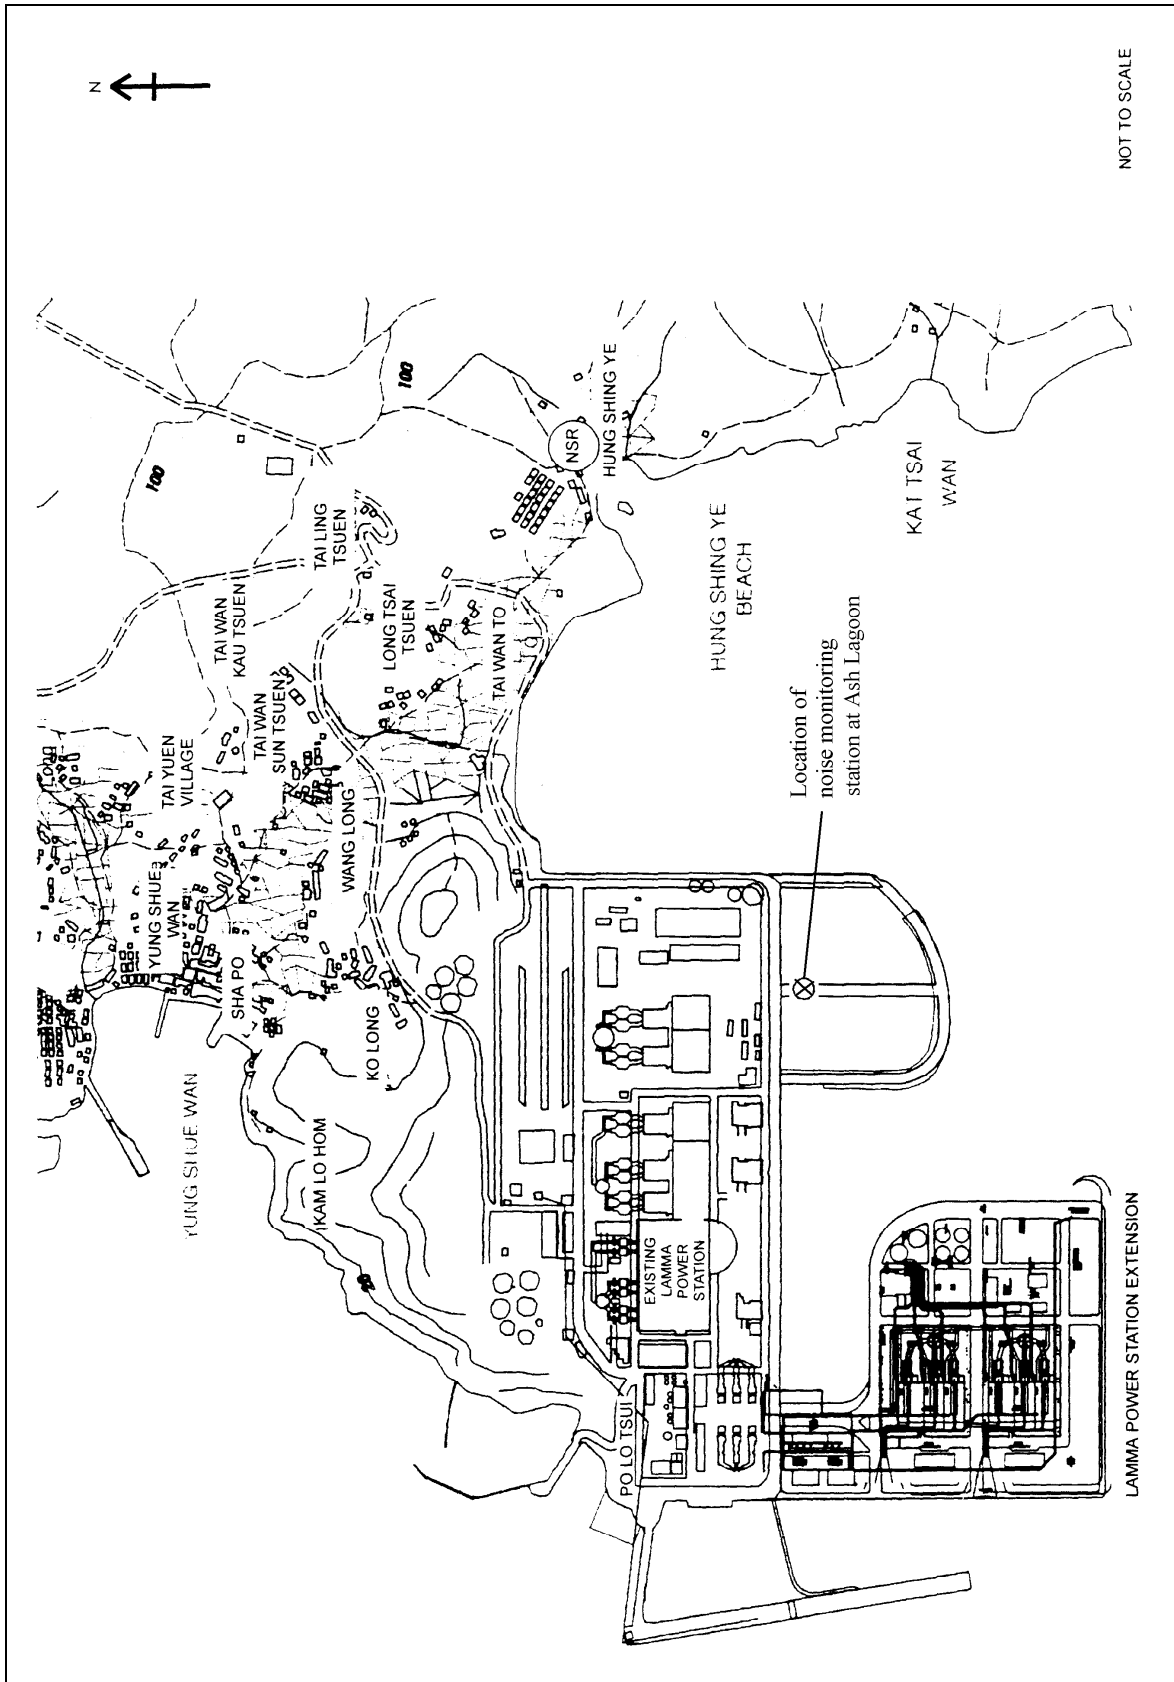 N
YUNG SHUE
WAN
TAI YUEN
VILLAGE
100
YUNG SHUE WAN
SHA PO
TAI WAN
KAU TSUEN
TAI WAN
SUN TSUEN
KAM LO HOM
TAI LING
TSUEN
WANG LONG
KO LONG
LONG TSAI
TSUEN
100
TAI WAN TO
NSR
HUNG SHING YE
PO LO TSUI
EXISTING
LAMMA
POWER
STATION
HUNG SHING YE
BEACH
Location of
noise monitoring
station at Ash Lagoon
KAI TSAI
WAN
LAMMA POWER STATION EXTENSION
NOT TO SCALE